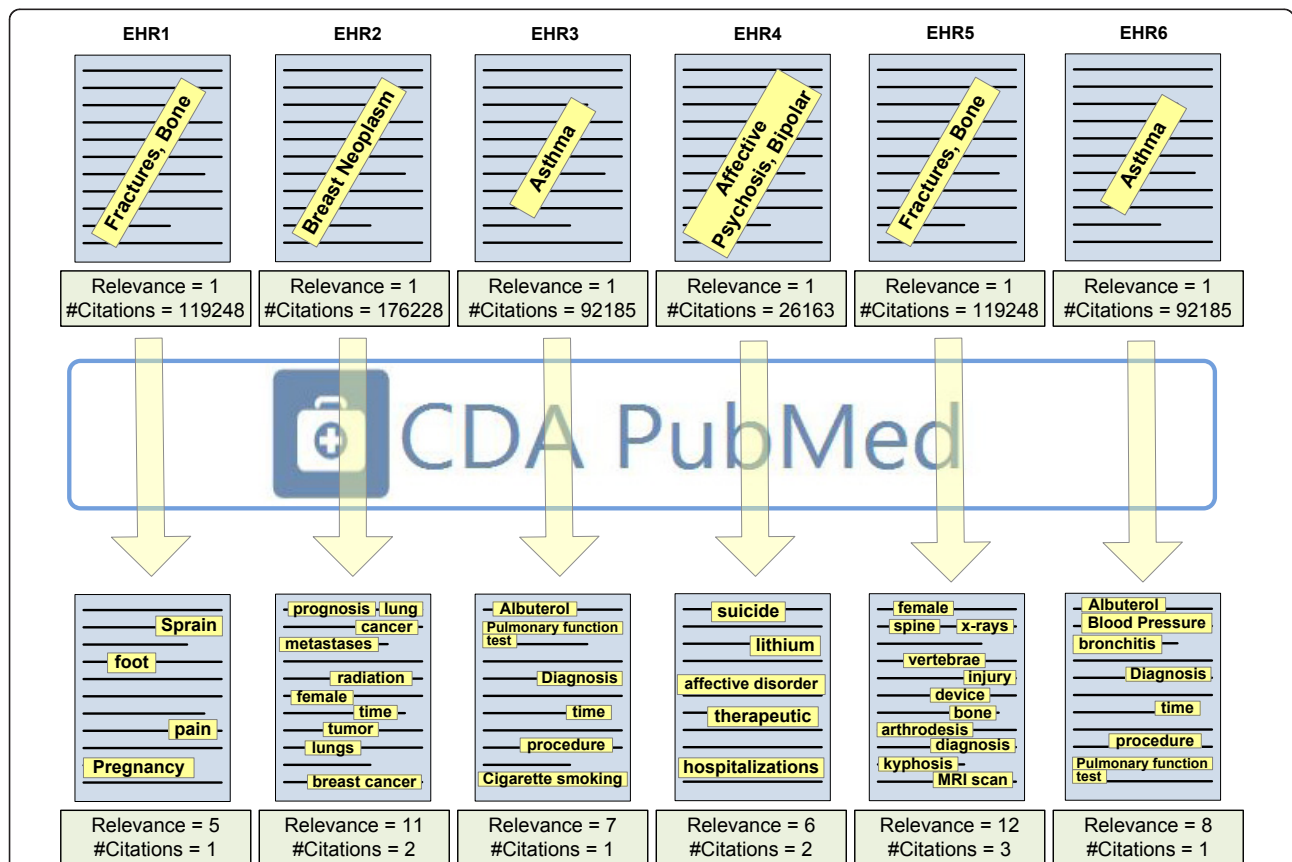 EHR1 EHR2 EHR3 EHR4 EHR5 EHR6
Fractures, Bone
Breast Neoplasm
Asthma
Affective
Psychosis, Bipolar
Fractures, Bone
Asthma
Relevance = 1
#Citations = 119248
Relevance = 1
#Citations = 176228
Relevance = 1
#Citations = 92185
Relevance = 1
#Citations = 26163
Relevance = 1
#Citations = 119248
Relevance = 1
#Citations = 92185
CDA PubMed
Sprain
foot
pain
Pregnancy
prognosis lung
cancer
metastases
radiation
female
time
tumor
lungs
breast cancer
Albuterol
Pulmonary function
test
Diagnosis
time
procedure
Cigarette smoking
suicide
lithium
affective disorder
therapeutic
hospitalizations
female
spine x-rays
vertebrae
injury
device
bone
arthrodesis
diagnosis
kyphosis
MRI scan
Albuterol
Blood Pressure
bronchitis
Diagnosis
time
procedure
Pulmonary function
test
Relevance = 5
#Citations = 1
Relevance = 11
#Citations = 2
Relevance = 7
#Citations = 1
Relevance = 6
#Citations = 2
Relevance = 12
#Citations = 3
Relevance = 8
#Citations = 1